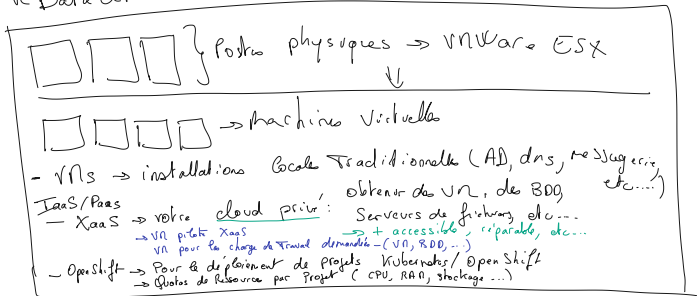 Postes physiques → VMWare ESX
→ Machines Virtuelles
- VMs → installations locale Traditionnelle (AD, dns, messagerie, etc...)
IaaS/Paas
- XaaS → votre cloud privé: obtenir des VM, des BDD, Serveurs de fichiers, etc...
→ + accessible, réparable, etc...
→ VM pilote XaaS
VM pour la charge de Travail demandée - (VM, BDD, ...)
- OpenShift → Pour le déploiement de projets Kubernetes/OpenShift
→ Quotas de Ressource par Projet (CPU, RAM, stockage...)